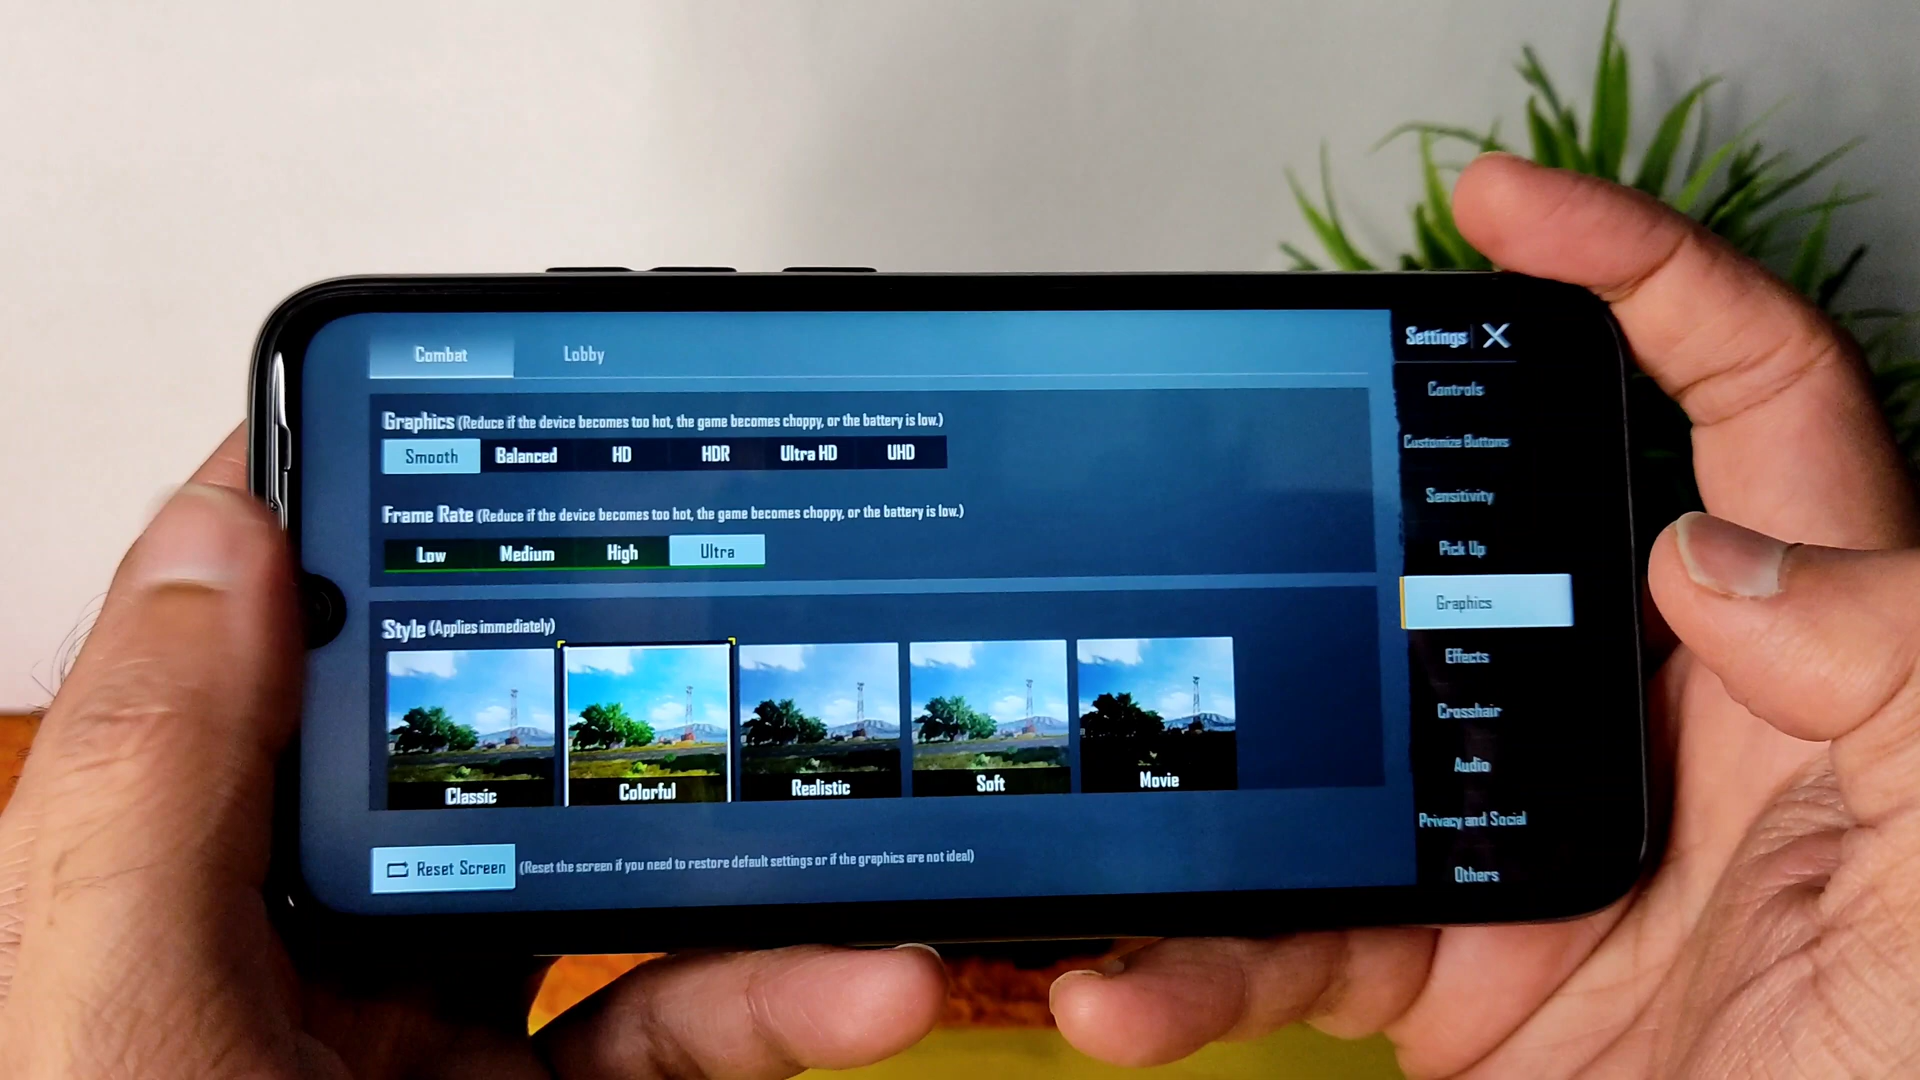 Combat Lobby
Graphics (Reduce if the device becomes too hot, the game becomes choppy, or the battery is low.)
Smooth Balanced HD HDR Ultra HD UHD
Frame Rate (Reduce if the device becomes too hot, the game becomes choppy, or the battery is low.)
Low Medium High Ultra
Style (Applies immediately)
Classic Colorful Realistic Soft Movie
Reset Screen (Reset the screen if you need to restore default settings or if the graphics are not ideal)
Settings X
Controls
Customize Buttons
Sensitivity
Pick Up
Graphics
Effects
Crosshair
Audio
Privacy and Social
Others